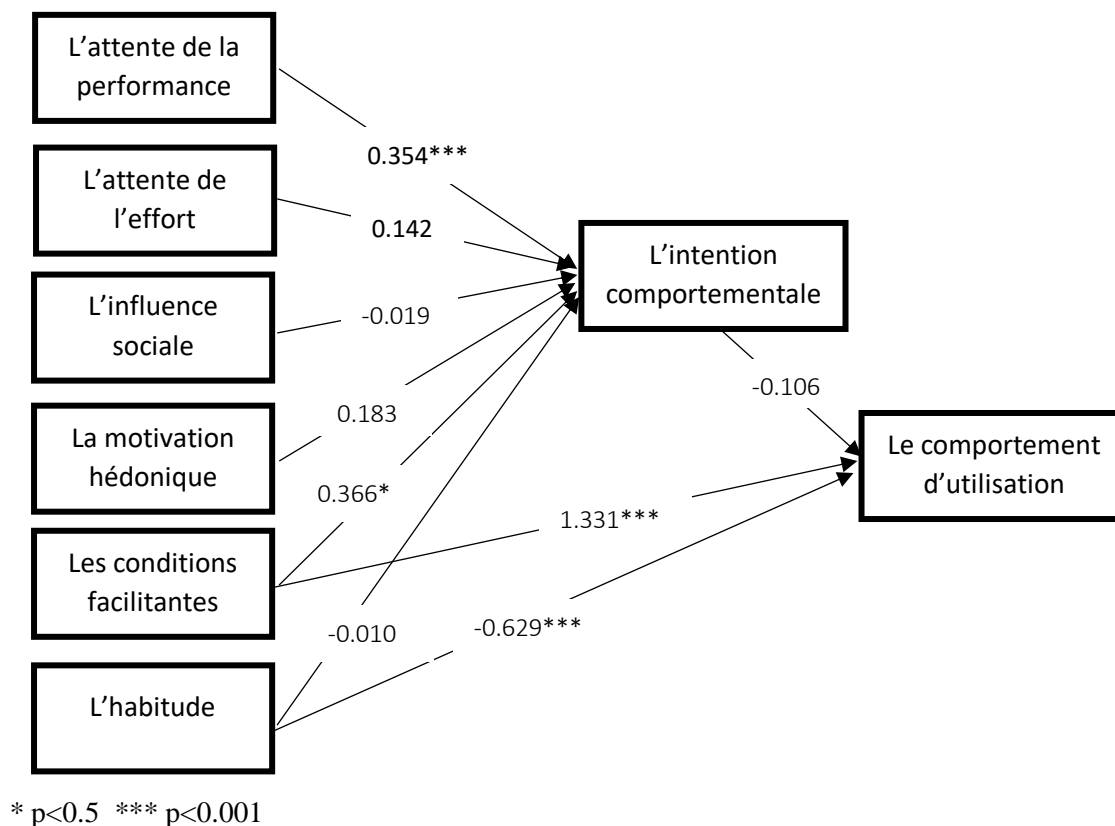 L’attente de la
performance
0.354***
L’attente de
l’effort
0.142
L’intention
comportementale
L’influence
sociale
-0.019
-0.106
La motivation
hédonique
0.183
Le comportement
d’utilisation
0.366*
1.331***
Les conditions
facilitantes
-0.010
-0.629***
L’habitude
* p<0.5 *** p<0.001